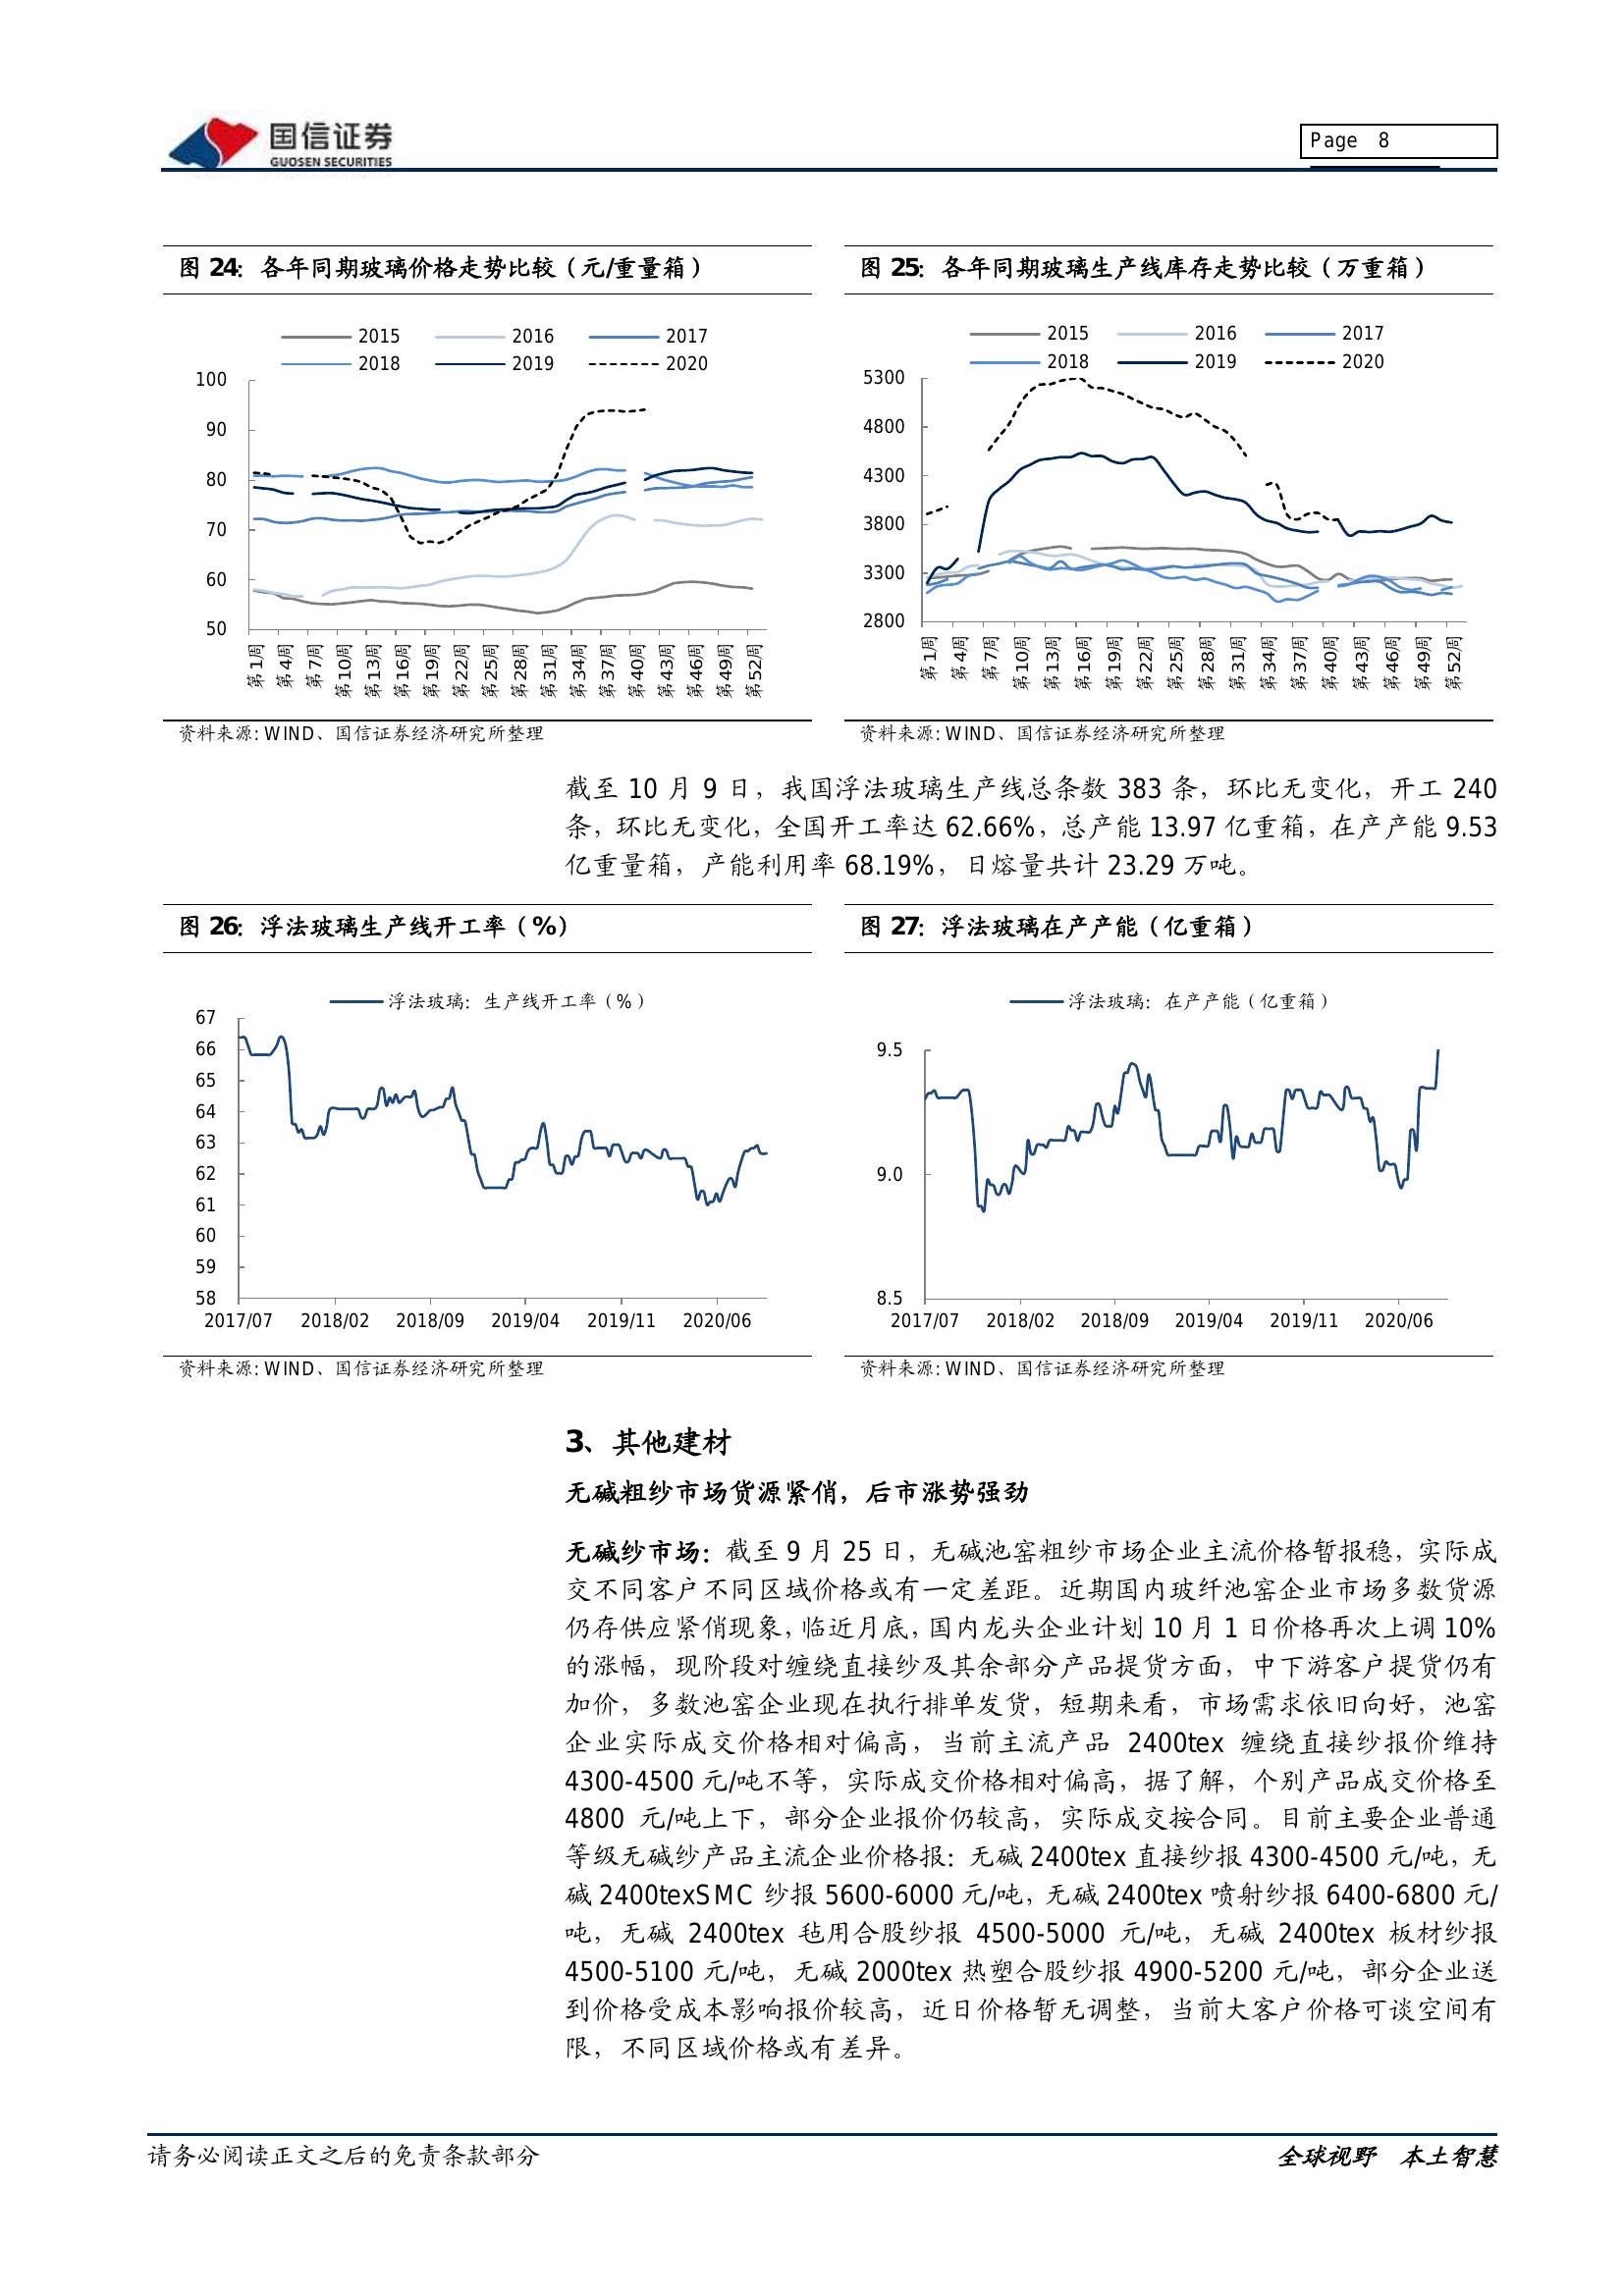 国信证券
GUOSEN SECURITIES
Page 8
图 24：各年同期玻璃价格走势比较（元/重量箱）
2015 2016 2017
2018 2019 2020
100
90
80
70
60
50
第1周 第4周 第7周 第10周 第13周 第16周 第19周 第22周 第25周 第28周 第31周 第34周 第37周 第40周 第43周 第46周 第49周 第52周
资料来源：WIND、国信证券经济研究所整理
图 25：各年同期玻璃生产线库存走势比较（万重箱）
2015 2016 2017
2018 2019 2020
5300
4800
4300
3800
3300
2800
第1周 第4周 第7周 第10周 第13周 第16周 第19周 第22周 第25周 第28周 第31周 第34周 第37周 第40周 第43周 第46周 第49周 第52周
资料来源：WIND、国信证券经济研究所整理
截至 10 月 9 日，我国浮法玻璃生产线总条数 383 条，环比无变化，开工 240
条，环比无变化，全国开工率达 62.66%，总产能 13.97 亿重箱，在产产能 9.53
亿重量箱，产能利用率 68.19%，日熔量共计 23.29 万吨。
图 26：浮法玻璃生产线开工率（%）
浮法玻璃：生产线开工率（%）
67
66
65
64
63
62
61
60
59
58
2017/07 2018/02 2018/09 2019/04 2019/11 2020/06
资料来源：WIND、国信证券经济研究所整理
图 27：浮法玻璃在产产能（亿重箱）
浮法玻璃：在产产能（亿重箱）
9.5
9.0
8.5
2017/07 2018/02 2018/09 2019/04 2019/11 2020/06
资料来源：WIND、国信证券经济研究所整理
3、其他建材
无碱粗纱市场货源紧俏，后市涨势强劲
无碱纱市场：截至 9 月 25 日，无碱池窑粗纱市场企业主流价格暂报稳，实际成
交不同客户不同区域价格或有一定差距。近期国内玻纤池窑企业市场多数货源
仍存供应紧俏现象，临近月底，国内龙头企业计划 10 月 1 日价格再次上调 10%
的涨幅，现阶段对缠绕直接纱及其余部分产品提货方面，中下游客户提货仍有
加价，多数池窑企业现在执行排单发货，短期来看，市场需求依旧向好，池窑
企业实际成交价格相对偏高，当前主流产品 2400tex 缠绕直接纱报价维持
4300-4500 元/吨不等，实际成交价格相对偏高，据了解，个别产品成交价格至
4800 元/吨上下，部分企业报价仍较高，实际成交按合同。目前主要企业普通
等级无碱纱产品主流企业价格报：无碱 2400tex 直接纱报 4300-4500 元/吨，无
碱 2400texSMC 纱报 5600-6000 元/吨，无碱 2400tex 喷射纱报 6400-6800 元/
吨，无碱 2400tex 毡用合股纱报 4500-5000 元/吨，无碱 2400tex 板材纱报
4500-5100 元/吨，无碱 2000tex 热塑合股纱报 4900-5200 元/吨，部分企业送
到价格受成本影响报价较高，近日价格暂无调整，当前大客户价格可谈空间有
限，不同区域价格或有差异。
请务必阅读正文之后的免责条款部分
全球视野 本土智慧